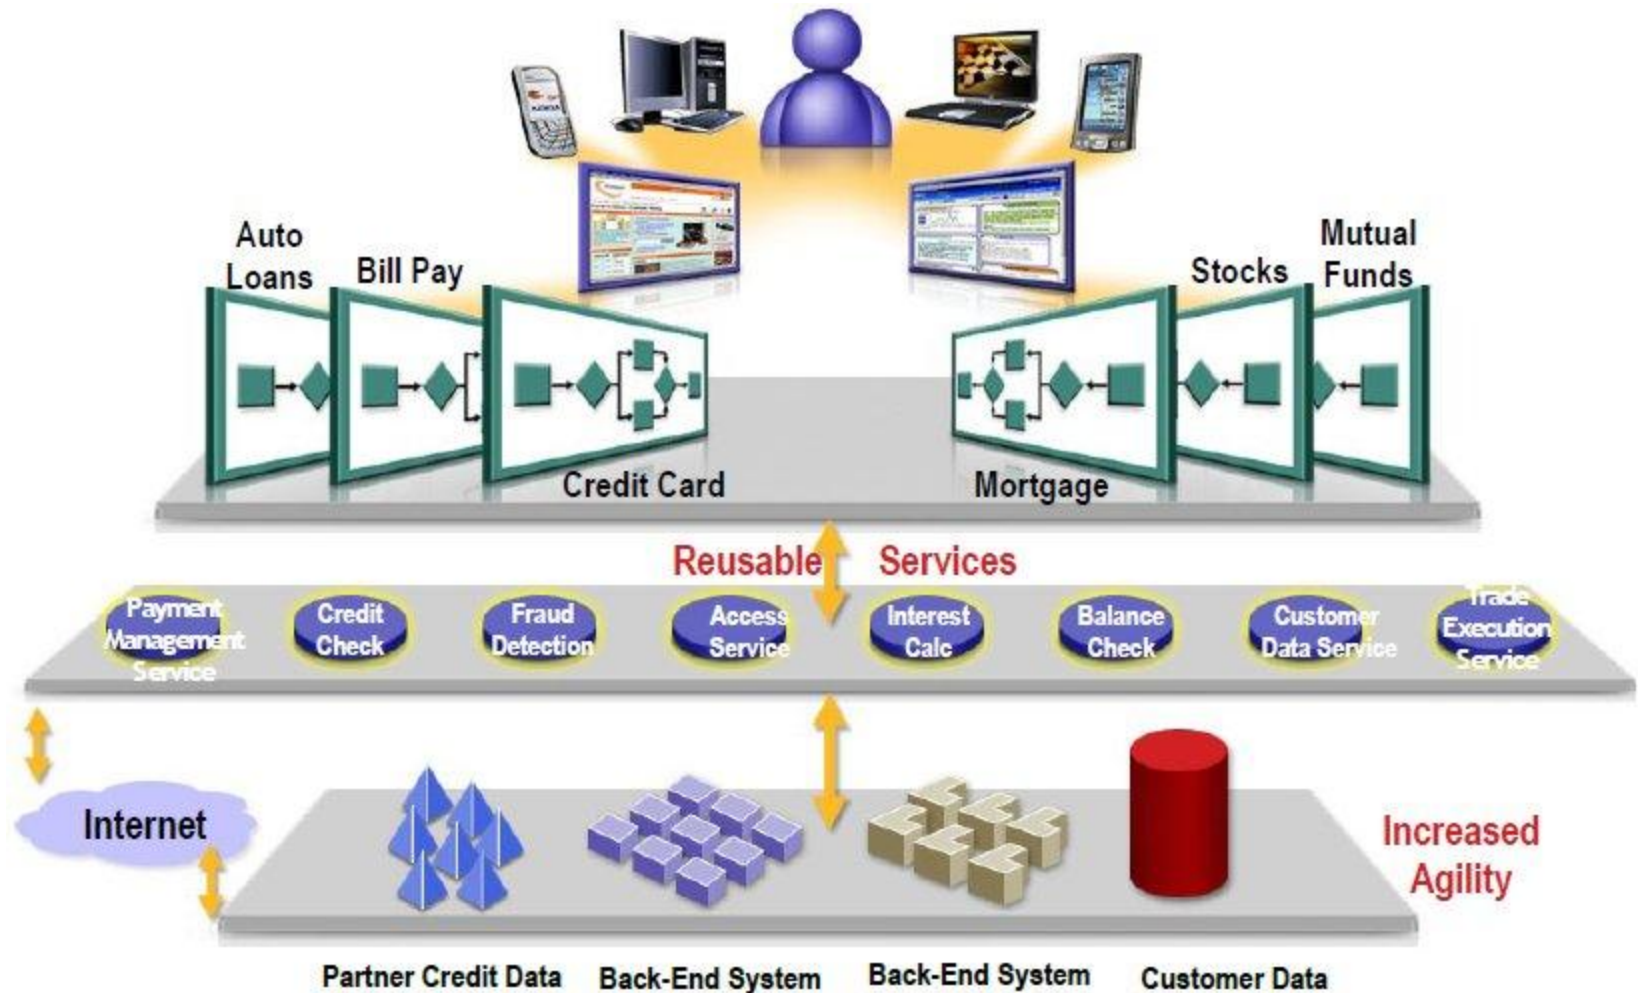 Auto
Loans
Bill Pay
Credit Card
Mortgage
Stocks
Mutual
Funds
Reusable Services
Payment
Management
Service
Credit
Check
Fraud
Detection
Access
Service
Interest
Calc
Balance
Check
Customer
Data Service
Trade
Execution
Service
Internet
Increased
Agility
Partner Credit Data
Back-End System
Back-End System
Customer Data